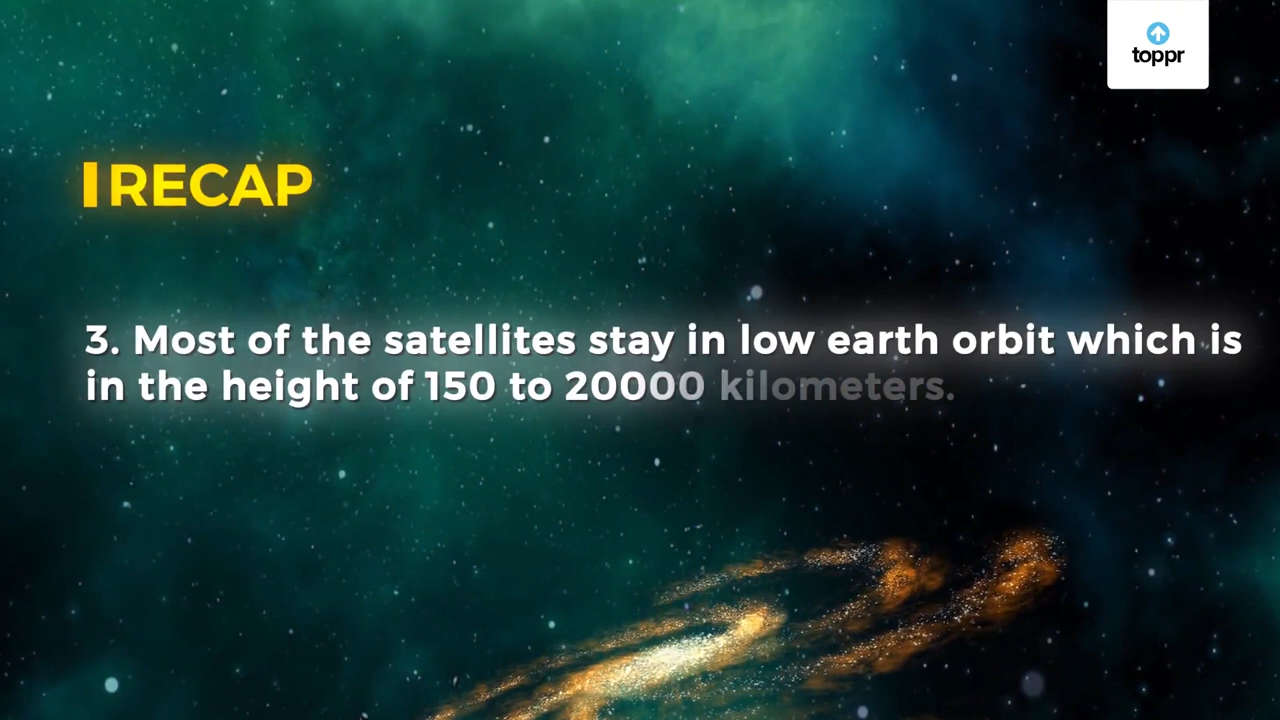 toppr
RECAP
3. Most of the satellites stay in low earth orbit which is
in the height of 150 to 20000 kilometers.